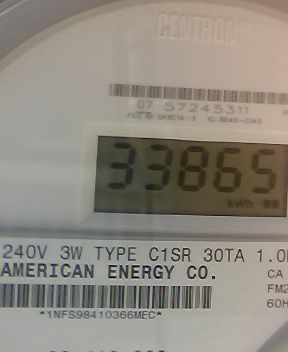 CENTRON®
07 57245311
33865
kWh
240V 3W TYPE C1SR 30TA 1.0
AMERICAN ENERGY CO.
CA
FM2
60H
*1NFS98410366MEC*